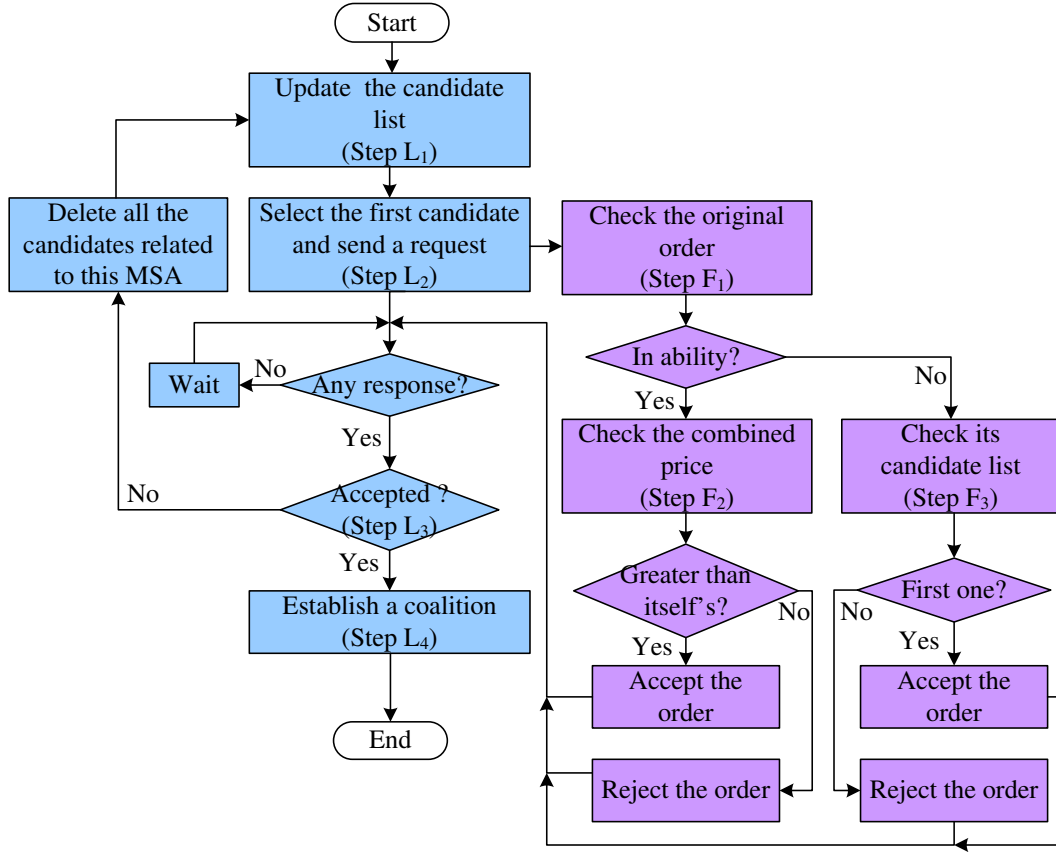 Start
Update the candidate
list
(Step L₁)
Delete all the
candidates related
to this MSA
Select the first candidate
and send a request
(Step L₂)
Check the original
order
(Step F₁)
Wait
No
Any response?
In ability?
No
Yes
Yes
Check the combined
price
(Step F₂)
Check its
candidate list
(Step F₃)
No
Accepted ?
(Step L₃)
Yes
Greater than
itself's?
No
Yes
First one?
No
Yes
Establish a coalition
(Step L₄)
Accept the
order
Accept the
order
End
Reject the order
Reject the order